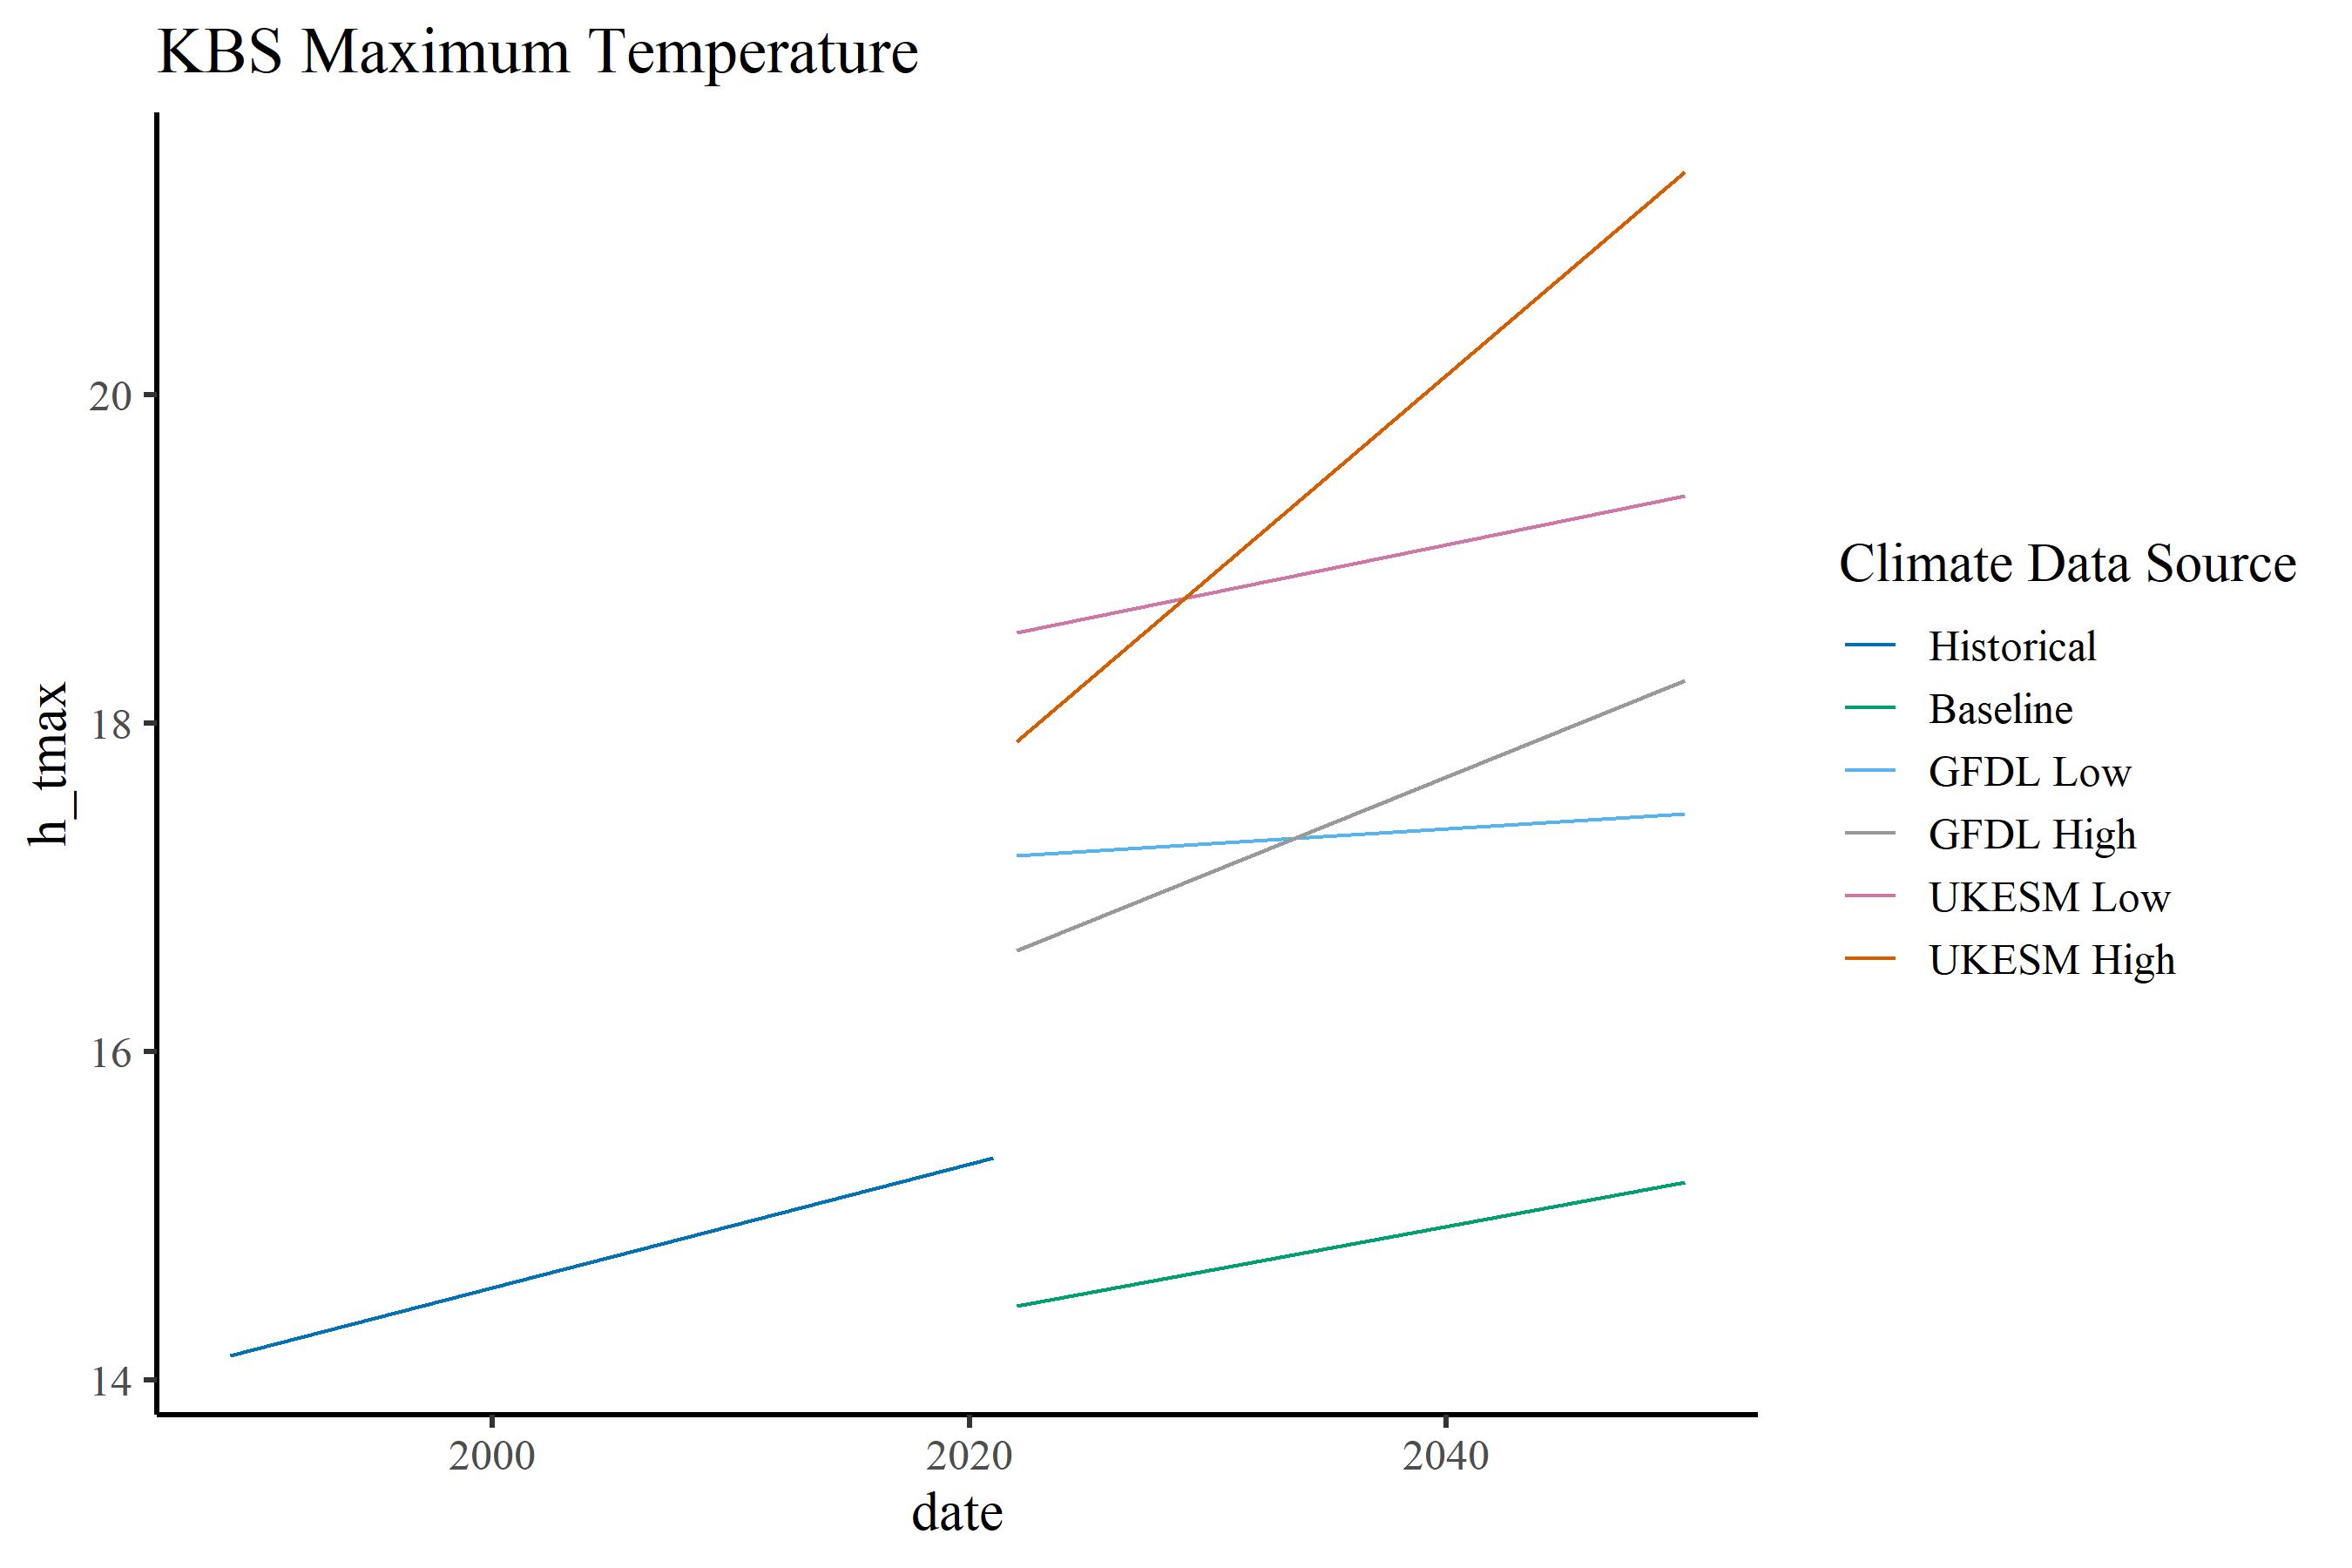 KBS Maximum Temperature
h_tmax
20
18
16
14
2000
2020
2040
date
Climate Data Source
Historical
Baseline
GFDL Low
GFDL High
UKESM Low
UKESM High